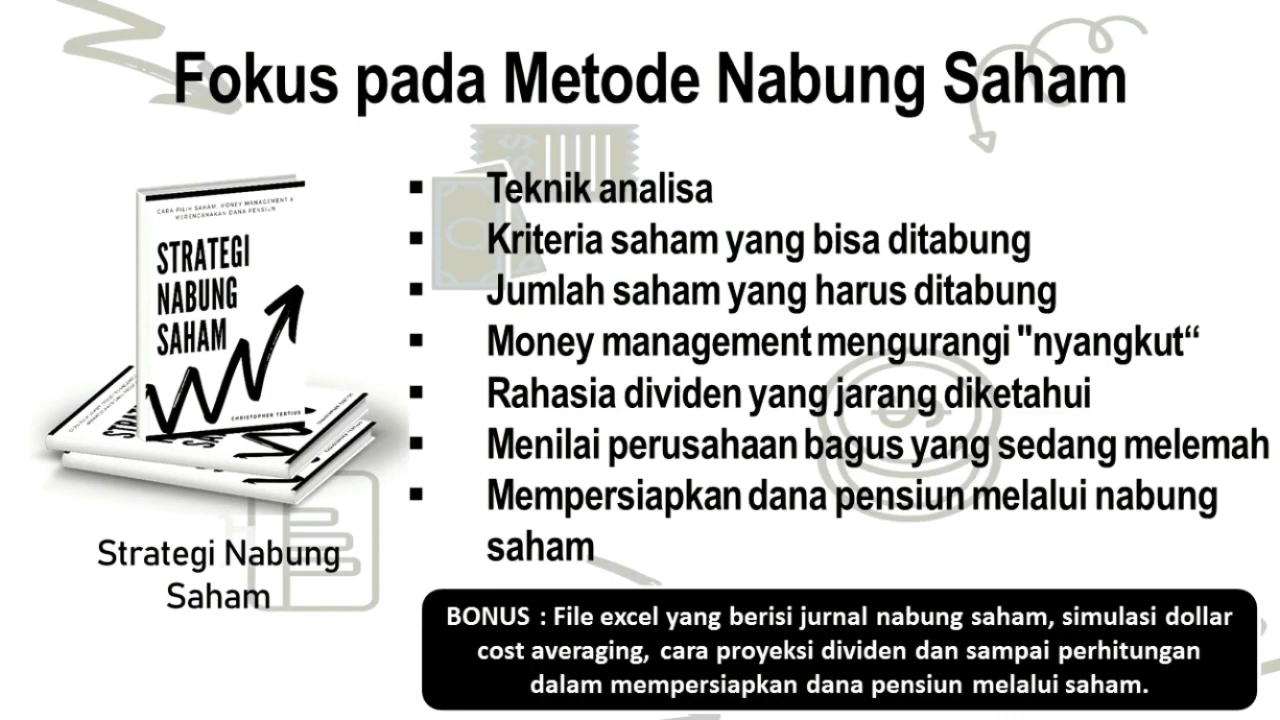 Fokus pada Metode Nabung Saham
CARA PILIH SAHAM, MONEY MANAGEMENT &
MERENCANAKAN DANA PENSIUN
STRATEGI
NABUNG
SAHAM
CHRISTOPHER TERTIUS
Strategi Nabung
Saham
▪ Teknik analisa
▪ Kriteria saham yang bisa ditabung
▪ Jumlah saham yang harus ditabung
▪ Money management mengurangi "nyangkut“
▪ Rahasia dividen yang jarang diketahui
▪ Menilai perusahaan bagus yang sedang melemah
▪ Mempersiapkan dana pensiun melalui nabung
saham
BONUS : File excel yang berisi jurnal nabung saham, simulasi dollar
cost averaging, cara proyeksi dividen dan sampai perhitungan
dalam mempersiapkan dana pensiun melalui saham.